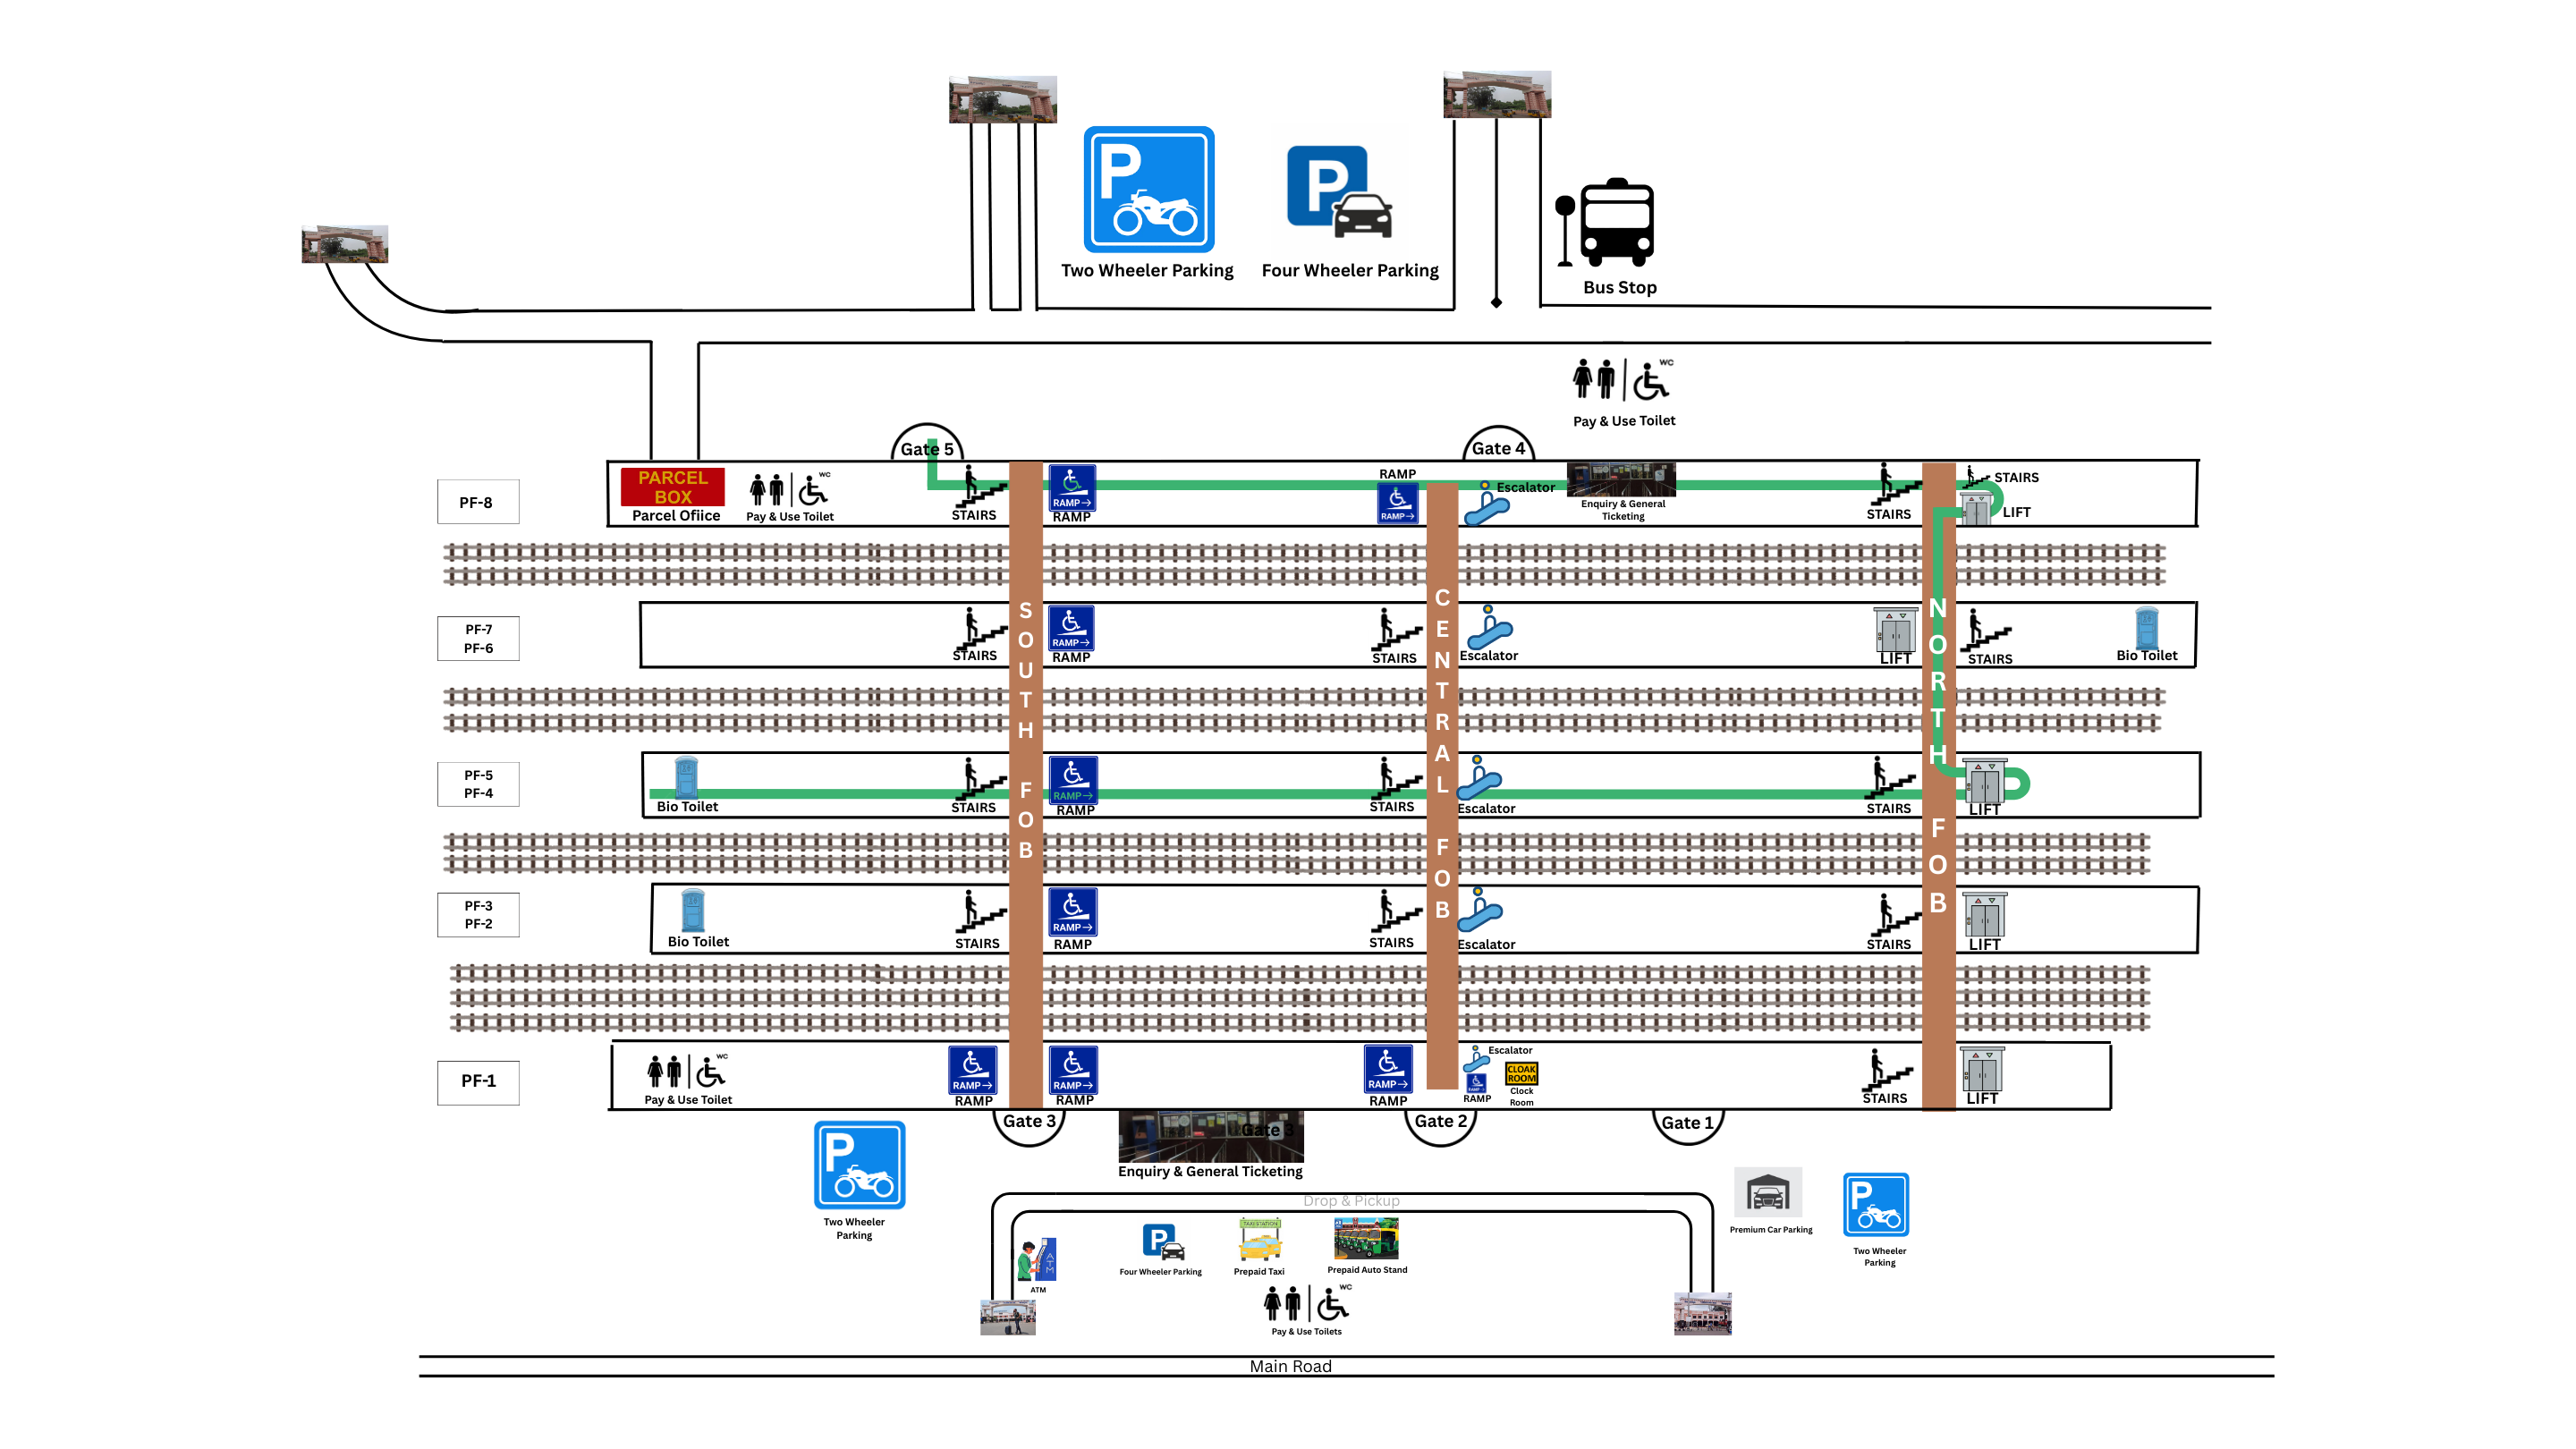 P
Two Wheeler Parking
P
Four Wheeler Parking
Bus Stop
WC
Pay & Use Toilet
Gate 5
Gate 4
PF-8
PARCEL
BOX
Parcel Ofiice
WC
Pay & Use Toilet
STAIRS
RAMP→
RAMP
RAMP
RAMP→
Escalator
Enquiry & General
Ticketing
STAIRS
STAIRS
LIFT
PF-7
PF-6
STAIRS
RAMP→
RAMP
STAIRS
Escalator
LIFT
STAIRS
Bio Toilet
SOUTH FOB
CENTRAL FOB
NORTH FOB
PF-5
PF-4
Bio Toilet
STAIRS
RAMP→
RAMP
STAIRS
Escalator
STAIRS
LIFT
PF-3
PF-2
Bio Toilet
STAIRS
RAMP→
RAMP
STAIRS
Escalator
STAIRS
LIFT
PF-1
WC
Pay & Use Toilet
RAMP→
RAMP
RAMP→
RAMP
RAMP→
RAMP
Escalator
RAMP
CLOAK
ROOM
Clock
Room
STAIRS
LIFT
Gate 3
Gate 3
Gate 2
Gate 1
Enquiry & General Ticketing
P
Two Wheeler
Parking
Drop & Pickup
ATM
ATM
P
Four Wheeler Parking
TAXI STATION
Prepaid Taxi
Prepaid Auto Stand
WC
Pay & Use Toilets
Premium Car Parking
P
Two Wheeler
Parking
Main Road